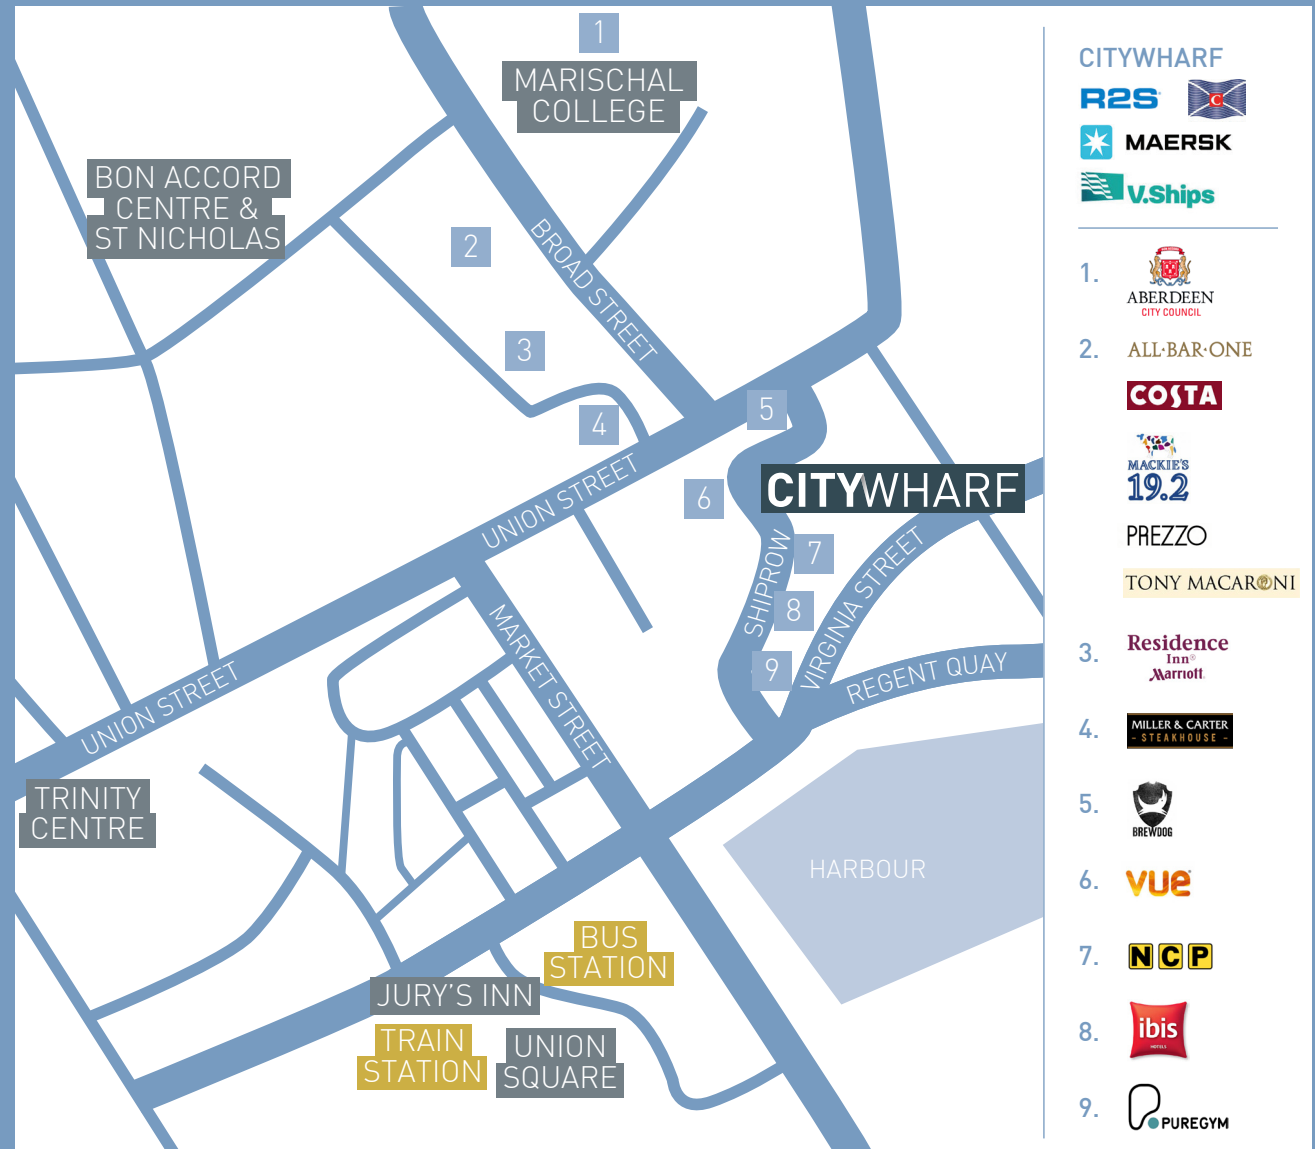 1
MARISCHAL
COLLEGE
BON ACCORD
CENTRE &
ST NICHOLAS
2
BROAD STREET
3
4
5
UNION STREET
6
CITYWHARF
7
SHIPROW
8
VIRGINIA STREET
9
REGENT QUAY
MARKET STREET
UNION STREET
TRINITY
CENTRE
HARBOUR
BUS
STATION
JURY'S INN
TRAIN
STATION
UNION
SQUARE
CITYWHARF
R2S
C
MAERSK
V.Ships
1.
ABERDEEN
CITY COUNCIL
2.
ALL·BAR·ONE
COSTA
MACKIE'S
19.2
PREZZO
TONY MACARONI
3.
Residence
Inn®
Marriott
4.
MILLER & CARTER
- STEAKHOUSE -
5.
BREWDOG
6.
vue
7.
NCP
8.
ibis
HOTELS
9.
PUREGYM